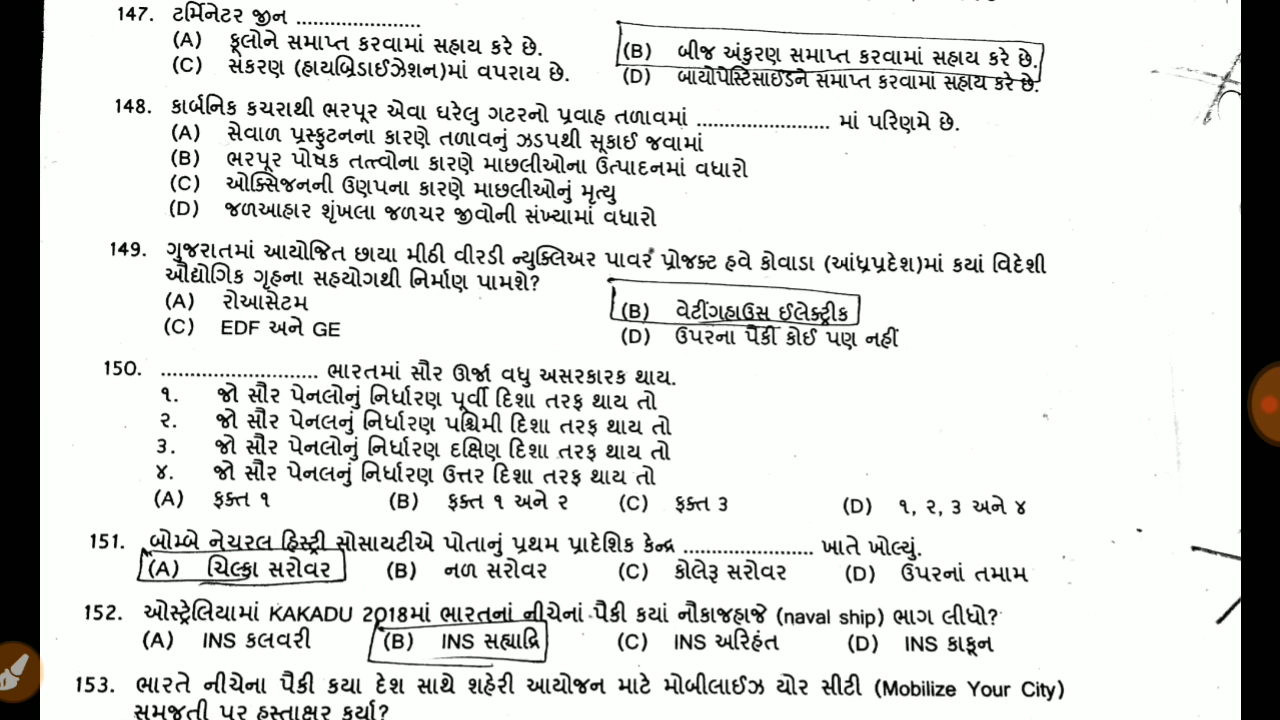 147. ટર્મિનેટર જીન ......................
(A) ફૂલોને સમાપ્ત કરવામાં સહાય કરે છે. (B) બીજ અંકુરણ સમાપ્ત કરવામાં સહાય કરે છે.
(C) સંકરણ (હાયબ્રિડાઈઝેશન)માં વપરાય છે. (D) બાયોપેસ્ટિસાઈડને સમાપ્ત કરવામાં સહાય કરે છે.
148. કાર્બનિક કચરાથી ભરપૂર એવા ઘરેલુ ગટરનો પ્રવાહ તળાવમાં ........................ માં પરિણમે છે.
(A) સેવાળ પ્રસ્ફુટનના કારણે તળાવનું ઝડપથી સૂકાઈ જવામાં
(B) ભરપૂર પોષક તત્ત્વોના કારણે માછલીઓના ઉત્પાદનમાં વધારો
(C) ઓક્સિજનની ઉણપના કારણે માછલીઓનું મૃત્યુ
(D) જળઆહાર શૃંખલા જળચર જીવોની સંખ્યામાં વધારો
149. ગુજરાતમાં આયોજિત છાયા મીઠી વીરડી ન્યુક્લિઅર પાવર પ્રોજક્ટ હવે કોવાડા (આંધ્રપ્રદેશ)માં કયાં વિદેશી
ઔદ્યોગિક ગૃહના સહયોગથી નિર્માણ પામશે?
(A) રોઆસેટમ (B) વેટીંગહાઉસ ઈલેક્ટ્રીક
(C) EDF અને GE (D) ઉપરના પૈકી કોઈ પણ નહીં
150. ............................ ભારતમાં સૌર ઊર્જા વધુ અસરકારક થાય.
૧. જો સૌર પેનલોનું નિર્ધારણ પૂર્વી દિશા તરફ થાય તો
૨. જો સૌર પેનલનું નિર્ધારણ પશ્ચિમી દિશા તરફ થાય તો
૩. જો સૌર પેનલોનું નિર્ધારણ દક્ષિણ દિશા તરફ થાય તો
૪. જો સૌર પેનલનું નિર્ધારણ ઉત્તર દિશા તરફ થાય તો
(A) ફક્ત ૧ (B) ફક્ત ૧ અને ૨ (C) ફક્ત ૩ (D) ૧, ૨, ૩ અને ૪
151. બોમ્બે નેચરલ હિસ્ટ્રી સોસાયટીએ પોતાનું પ્રથમ પ્રાદેશિક કેન્દ્ર ....................... ખાતે ખોલ્યું.
(A) ચિલ્કા સરોવર (B) નળ સરોવર (C) કોલેરૂ સરોવર (D) ઉપરનાં તમામ
152. ઓસ્ટ્રેલિયામાં KAKADU 2018માં ભારતનાં નીચેનાં પૈકી કયાં નૌકાજહાજે (naval ship) ભાગ લીધો?
(A) INS કલવરી (B) INS સહ્યાદ્રિ (C) INS અરિહંત (D) INS કાકૂન
153. ભારતે નીચેના પૈકી કયા દેશ સાથે શહેરી આયોજન માટે મોબીલાઈઝ યોર સીટી (Mobilize Your City)
સમજૂતી પર હસ્તાક્ષર કર્યા?